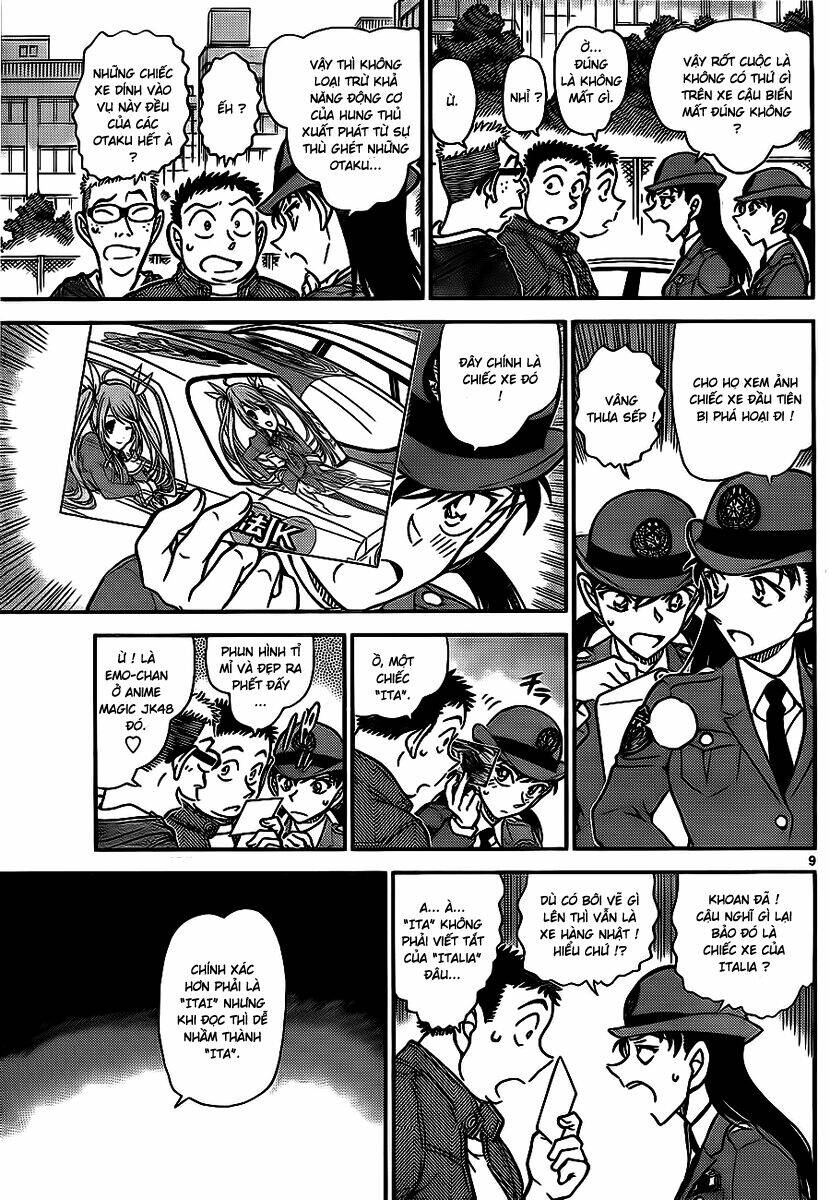 VẬY RỐT CUỘC LÀ
KHÔNG CÓ THỨ GÌ
TRÊN XE CẬU BIẾN
MẤT ĐÚNG KHÔNG
?
Ờ...
ĐÚNG LÀ
KHÔNG
MẤT GÌ.
NHỈ ?
Ừ.
VẬY THÌ KHÔNG
LOẠI TRỪ KHẢ
NĂNG ĐỘNG CƠ
CỦA HUNG THỦ
XUẤT PHÁT TỪ SỰ
THÙ GHÉT NHỮNG
OTAKU...
ẾH ?
NHỮNG CHIẾC
XE DÍNH VÀO
VỤ NÀY ĐỀU
CỦA CÁC
OTAKU HẾT À
?
CHO HỌ XEM ẢNH
CHIẾC XE ĐẦU TIÊN
BỊ PHÁ HOẠI ĐI !
VÂNG
THƯA SẾP !
ĐÂY CHÍNH LÀ
CHIẾC XE ĐÓ
!
JK
Ồ, MỘT
CHIẾC
"ITA".
PHUN HÌNH TỈ
MỈ VÀ ĐẸP RA
PHẾT ĐẤY
...
Ừ ! LÀ
EMO-CHAN
Ở ANIME
MAGIC JK48
ĐÓ.
♡
9
KHOAN ĐÃ !
CẬU NGHĨ GÌ LẠI
BẢO ĐÓ LÀ
CHIẾC XE CỦA
ITALIA ?
DÙ CÓ BÔI VẼ GÌ
LÊN THÌ VẪN LÀ
XE HÀNG NHẬT !
HIỂU CHỨ !?
A... À...
"ITA" KHÔNG
PHẢI VIẾT TẮT
CỦA "ITALIA"
ĐÂU...
CHÍNH XÁC
HƠN PHẢI LÀ
"ITAI" NHƯNG
KHI ĐỌC THÌ DỄ
NHẦM THÀNH
"ITA".